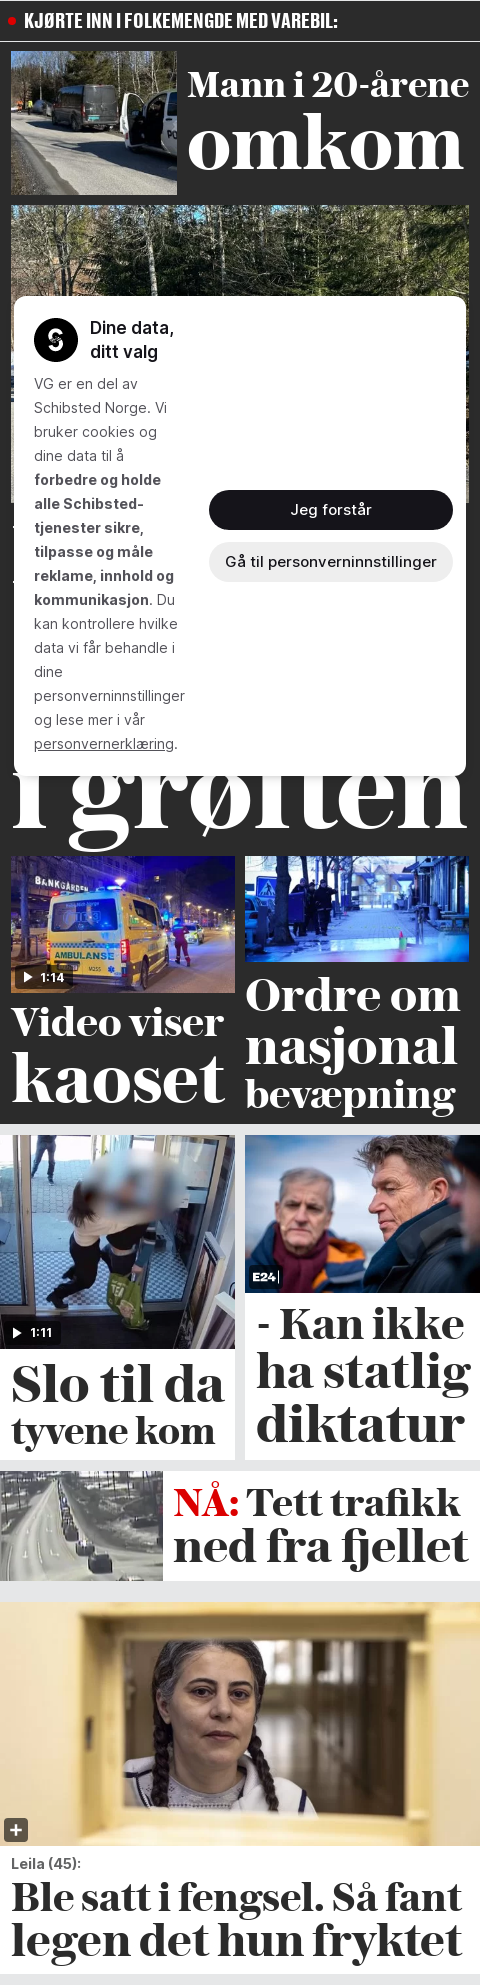 KJØRTE INN I FOLKEMENGDE MED VAREBIL:
Mann i 20-årene
omkom
Dine data,
ditt valg
VG er en del av
Schibsted Norge. Vi
bruker cookies og
dine data til å
forbedre og holde
alle Schibsted-
tjenester sikre,
tilpasse og måle
reklame, innhold og
kommunikasjon. Du
kan kontrollere hvilke
data vi får behandle i
dine
personverninnstillinger
og lese mer i vår
personvernerklæring.
Jeg forstår
Gå til personverninnstillinger
i grøften
BANKGÅRDEN
AMBULANSE
1:14
Video viser
kaoset
Ordre om
nasjonal
bevæpning
1:11
Slo til da
tyvene kom
E24
- Kan ikke
ha statlig
diktatur
NÅ: Tett trafikk
ned fra fjellet
Leila (45):
Ble satt i fengsel. Så fant
legen det hun fryktet